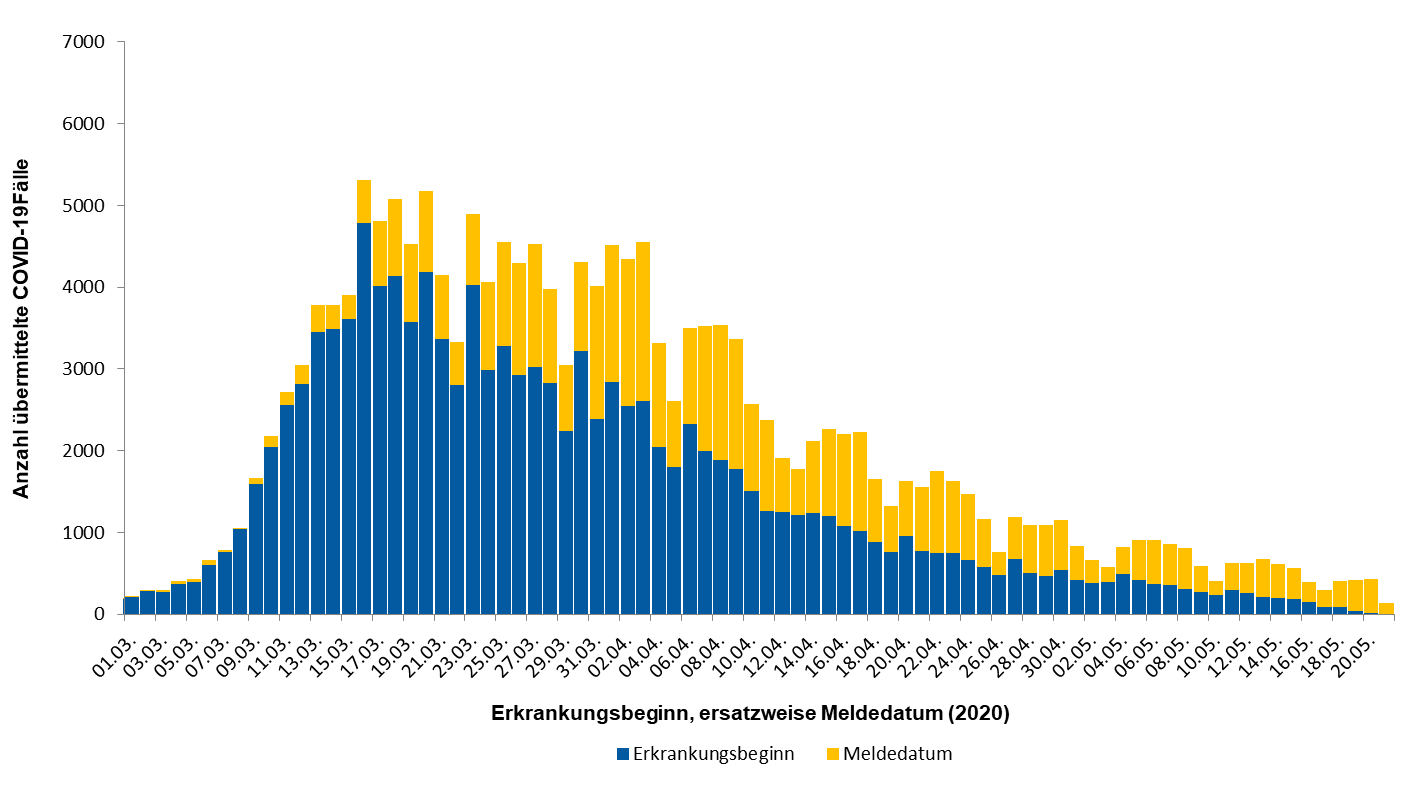 7000
6000
5000
4000
3000
2000
1000
0
Anzahl übermittelte COVID-19Fälle
01.03. 03.03. 05.03. 07.03. 09.03. 11.03. 13.03. 15.03. 17.03. 19.03. 21.03. 23.03. 25.03. 27.03. 29.03. 31.03. 02.04. 04.04. 06.04. 08.04. 10.04. 12.04. 14.04. 16.04. 18.04. 20.04. 22.04. 24.04. 26.04. 28.04. 30.04. 02.05. 04.05. 06.05. 08.05. 10.05. 12.05. 14.05. 16.05. 18.05. 20.05.
Erkrankungsbeginn, ersatzweise Meldedatum (2020)
Erkrankungsbeginn Meldedatum